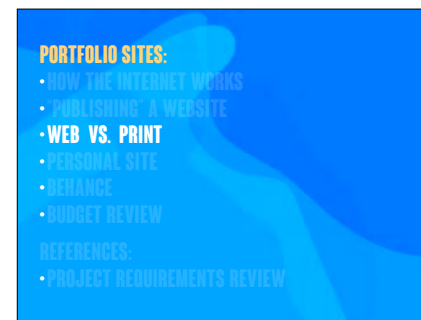 PORTFOLIO SITES:
•HOW THE INTERNET WORKS
•"PUBLISHING" A WEBSITE
•WEB VS. PRINT
•PERSONAL SITE
•BEHANCE
•BUDGET REVIEW
REFERENCES:
•PROJECT REQUIREMENTS REVIEW